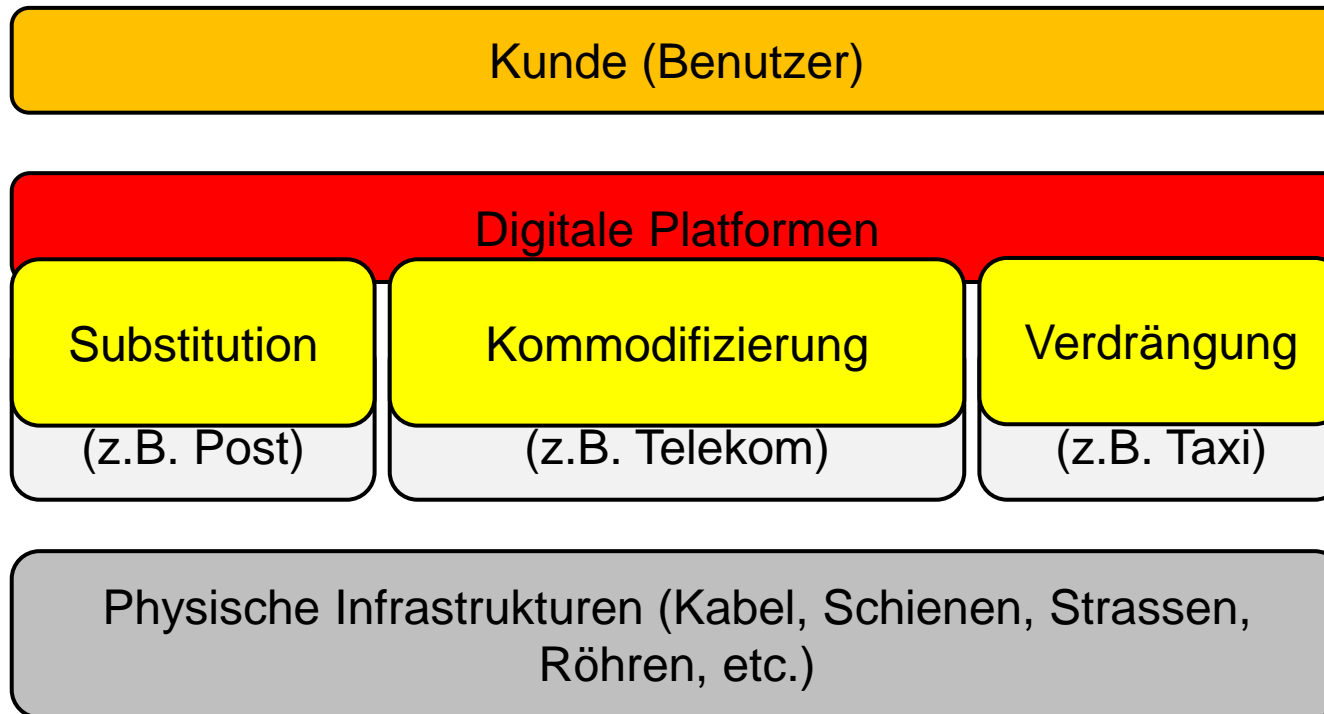 Kunde (Benutzer)
Digitale Platformen
Substitution
Kommodifizierung
Verdrängung
(z.B. Post)
(z.B. Telekom)
(z.B. Taxi)
Physische Infrastrukturen (Kabel, Schienen, Strassen,
Röhren, etc.)